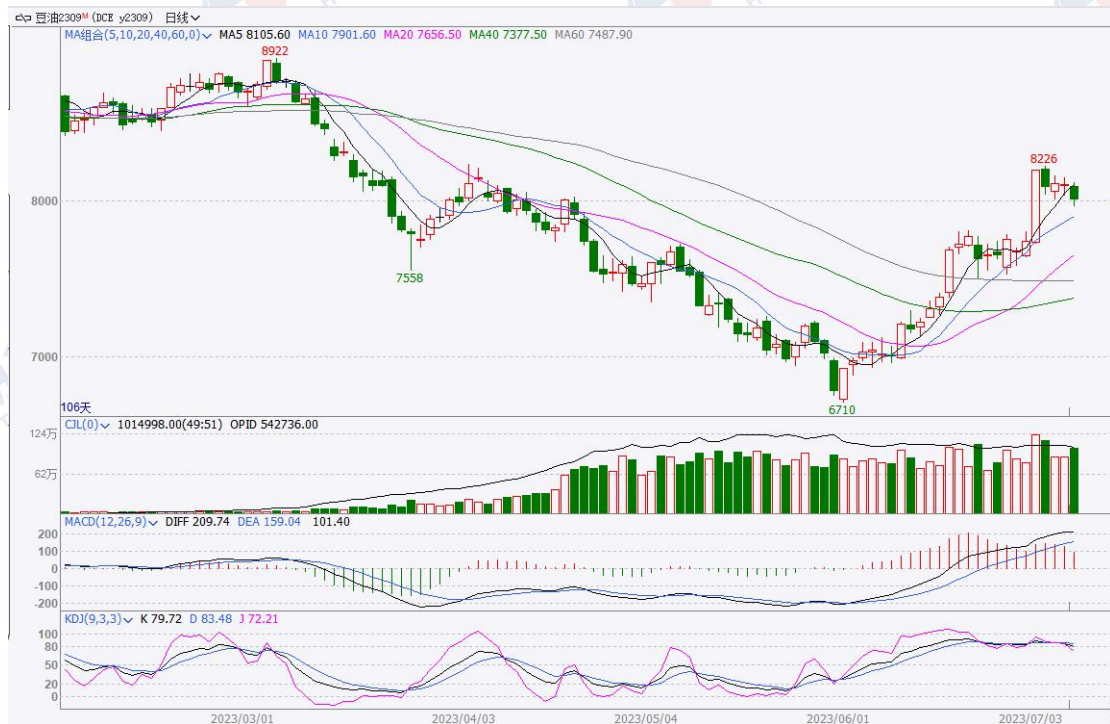 豆油2309M (DCE y2309) 日线
MA组合(5,10,20,40,60,0) MA5 8105.60 MA10 7901.60 MA20 7656.50 MA40 7377.50 MA60 7487.90
8922
8226
8000
7558
7000
6710
106天
CJL(0) 1014998.00(49:51) OPID 542736.00
124万
62万
MACD(12,26,9) DIFF 209.74 DEA 159.04 101.40
200
100
0
-100
-200
KDJ(9,3,3) K 79.72 D 83.48 J 72.21
100
80
50
20
0
2023/03/01 2023/04/03 2023/05/04 2023/06/01 2023/07/03